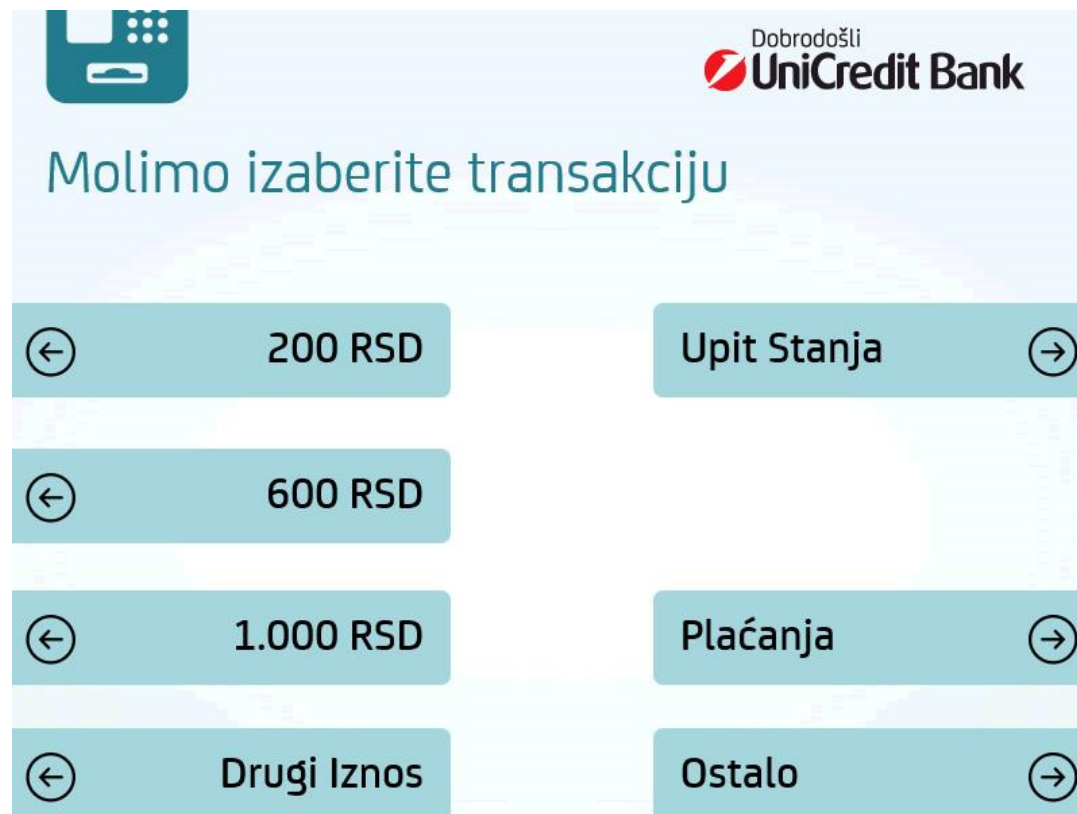 Dobrodošli
UniCredit Bank
Molimo izaberite transakciju
200 RSD
Upit Stanja
600 RSD
1.000 RSD
Plaćanja
Drugi Iznos
Ostalo